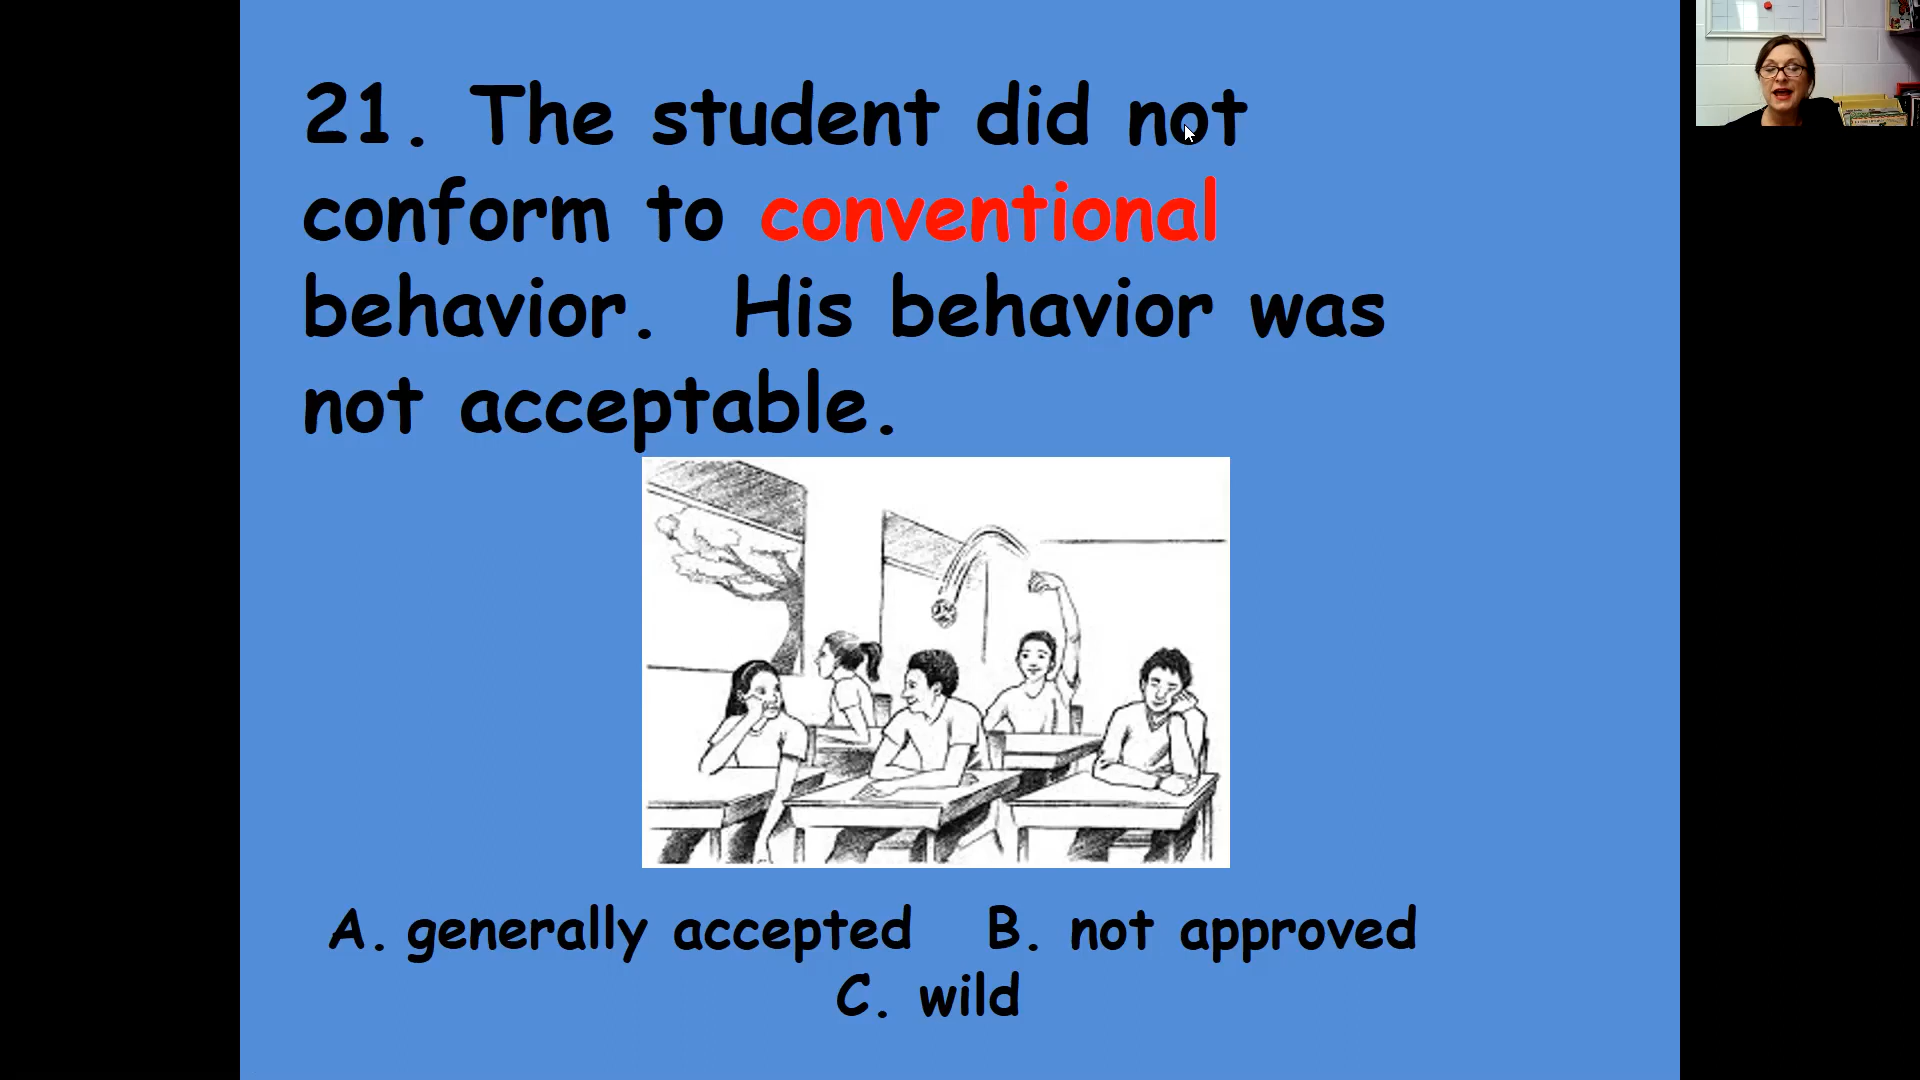 21. The student did not
conform to conventional
behavior. His behavior was
not acceptable.
A. generally accepted B. not approved
C. wild